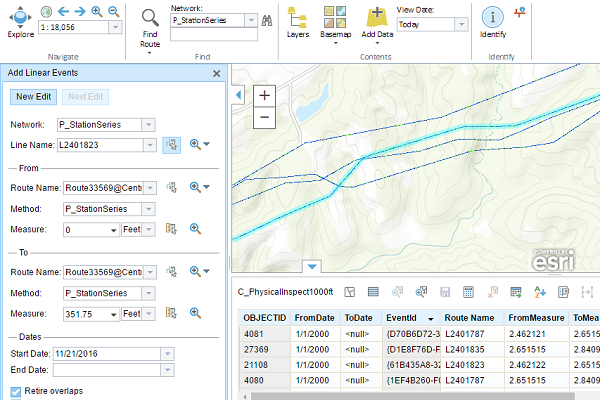 Network:
P_StationSeries
View Date:
Today
1 : 18,056
Explore
Find
Route
Layers
Basemap
Add Data
Identify
Navigate
Find
Contents
Identify
Add Linear Events
New Edit
Next Edit
Network: P_StationSeries
Line Name: L2401823
From
Route Name: Route33569@Centi
Method: P_StationSeries
Measure: 0 Feet
To
Route Name: Route33569@Centi
Method: P_StationSeries
Measure: 351.75 Feet
Dates
Start Date: 11/21/2016
End Date:
Retire overlaps
POWERED BY
esri
C_PhysicalInspect1000ft
OBJECTID FromDate ToDate EventId Route Name FromMeasure ToMeas
4081 1/1/2000 <null> {D70B6D72-3 L2401787 2.462121 2.6515
27369 1/1/2000 <null> {D1E8F76D-F L2401835 2.651515 2.8409
21108 1/1/2000 <null> {61B435A8-32 L2401823 2.462122 2.6515
4080 1/1/2000 <null> {1EF4B260-F0 L2401787 2.651515 2.8409